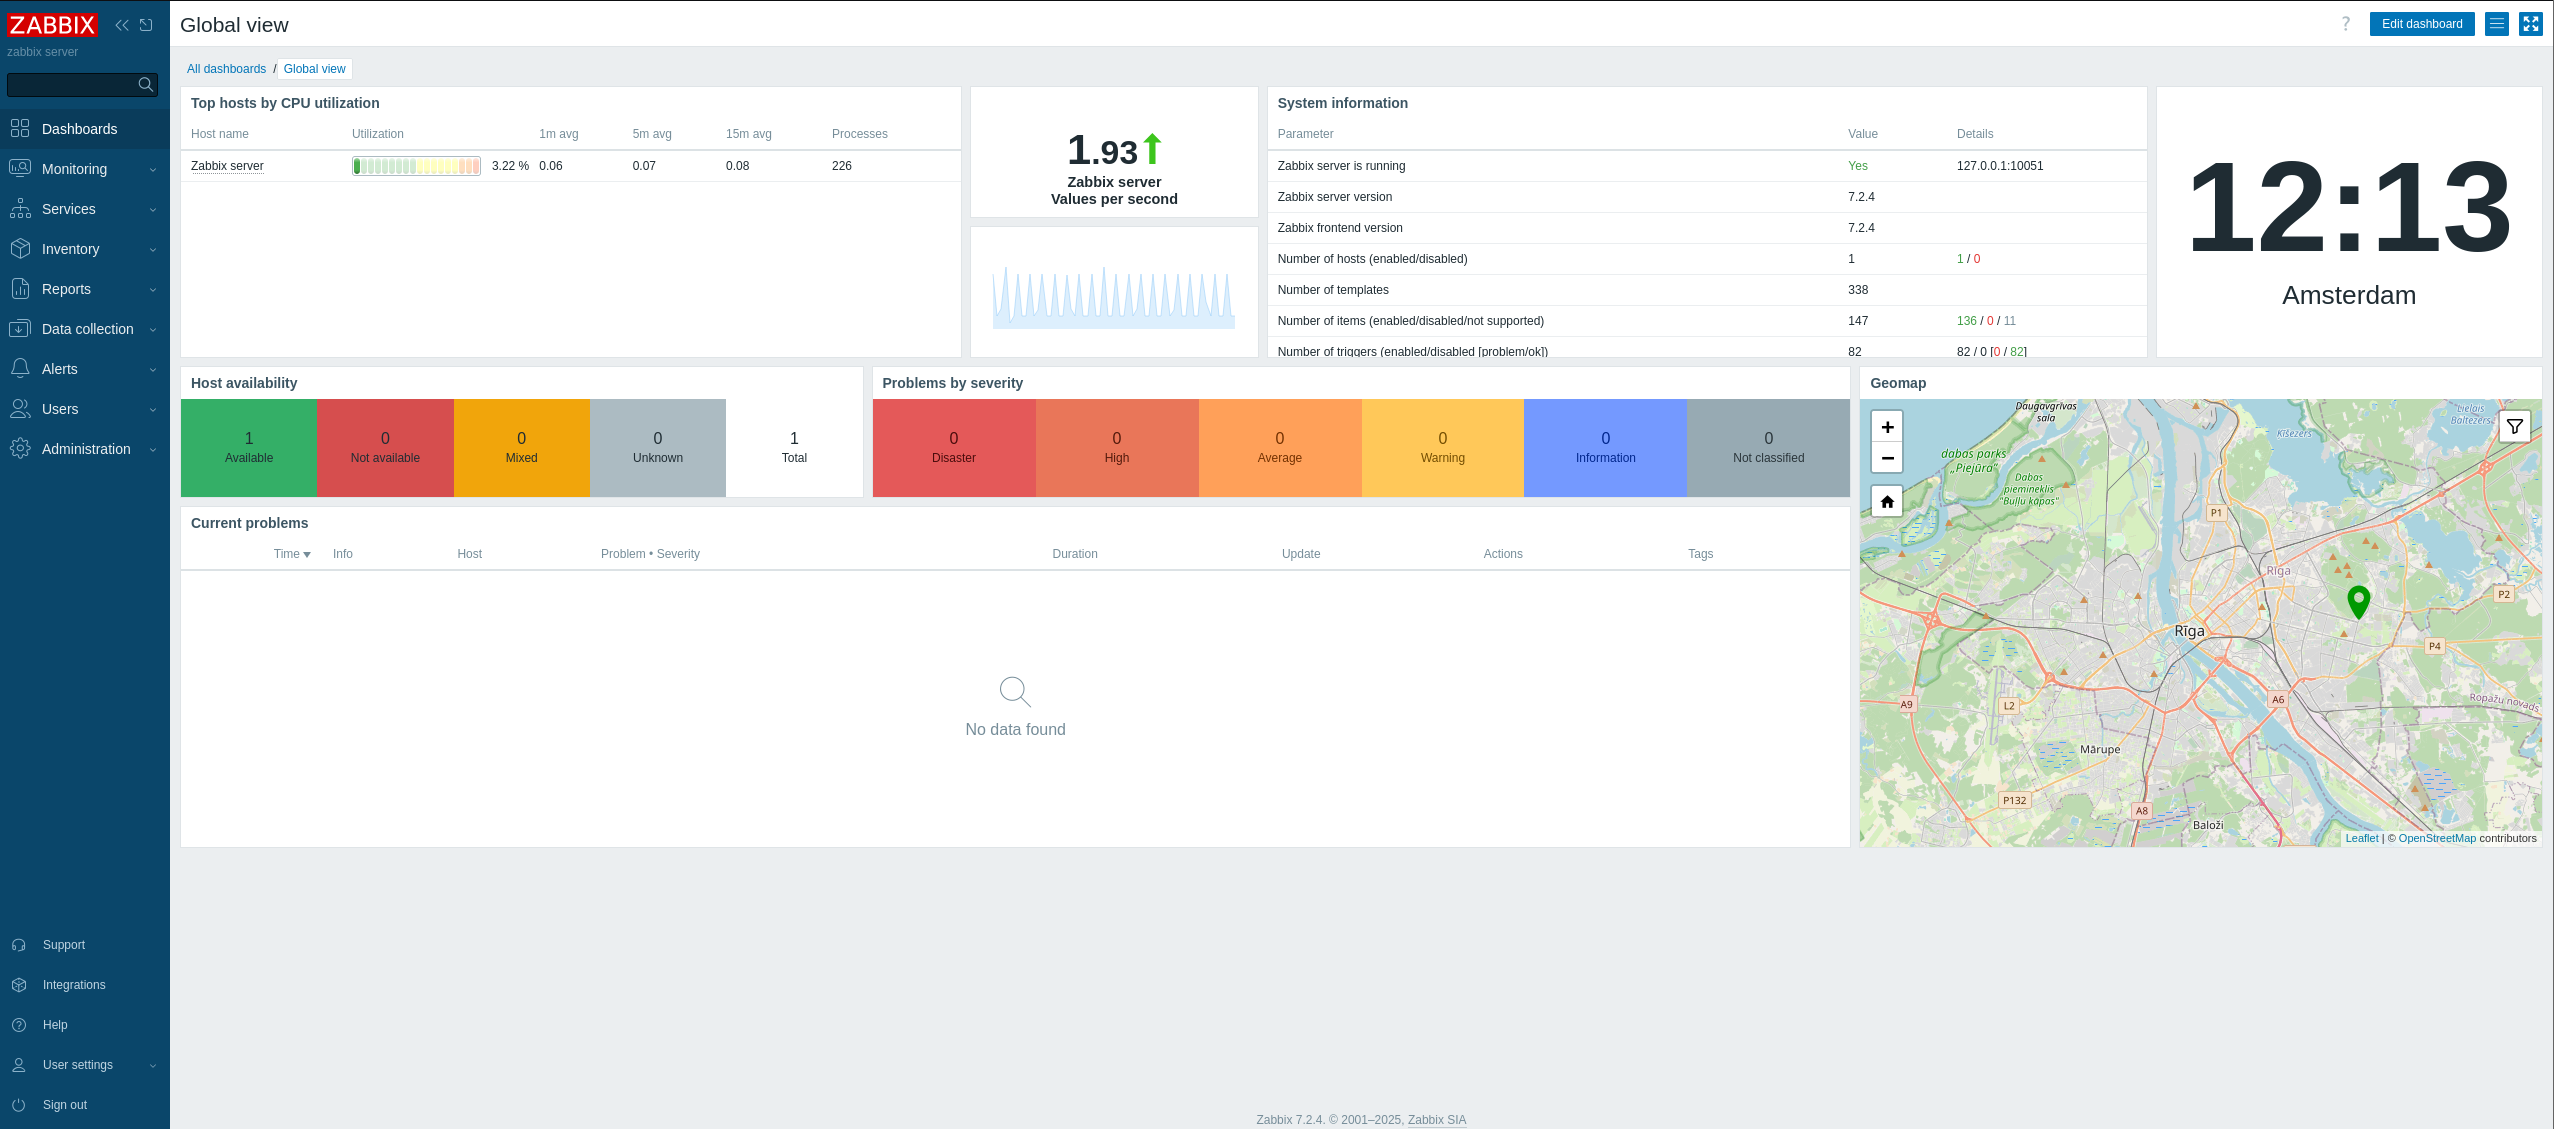 ZABBIX
zabbix server
Dashboards
Monitoring
Services
Inventory
Reports
Data collection
Alerts
Users
Administration
Support
Integrations
Help
User settings
Sign out
Global view
?
Edit dashboard
All dashboards / Global view
Top hosts by CPU utilization
Host name Utilization 1m avg 5m avg 15m avg Processes
Zabbix server 3.22 % 0.06 0.07 0.08 226
1.93
Zabbix server
Values per second
System information
Parameter Value Details
Zabbix server is running Yes 127.0.0.1:10051
Zabbix server version 7.2.4
Zabbix frontend version 7.2.4
Number of hosts (enabled/disabled) 1 1 / 0
Number of templates 338
Number of items (enabled/disabled/not supported) 147 136 / 0 / 11
Number of triggers (enabled/disabled [problem/ok]) 82 82 / 0 [0 / 82]
12:13
Amsterdam
Host availability
1 0 0 0 1
Available Not available Mixed Unknown Total
Problems by severity
0 0 0 0 0 0
Disaster High Average Warning Information Not classified
Current problems
Time Info Host Problem • Severity Duration Update Actions Tags
No data found
Geomap
+
−
Daugavgrīvas
sala
Lielais
Baltezers
Ķīšezers
dabas parks
„Piejūra”
Dabas
piemineklis
"Buļļu kāpas"
P1
Rīga
P2
Rīga
P4
A9
L2
A6
Ropažu novads
Mārupe
P132
A8
Baloži
Leaflet | © OpenStreetMap contributors
Zabbix 7.2.4. © 2001–2025, Zabbix SIA